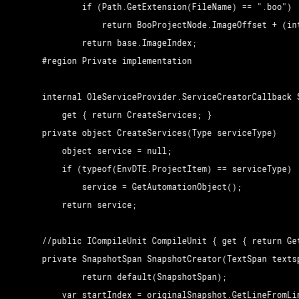 if (Path.GetExtension(FileName) == ".boo")
return BooProjectNode.ImageOffset + (int
return base.ImageIndex;
#region Private implementation
internal OleServiceProvider.ServiceCreatorCallback S
get { return CreateServices; }
private object CreateServices(Type serviceType)
object service = null;
if (typeof(EnvDTE.ProjectItem) == serviceType)
service = GetAutomationObject();
return service;
//public ICompileUnit CompileUnit { get { return Get
private SnapshotSpan SnapshotCreator(TextSpan textsp
return default(SnapshotSpan);
var startIndex = originalSnapshot.GetLineFromLin